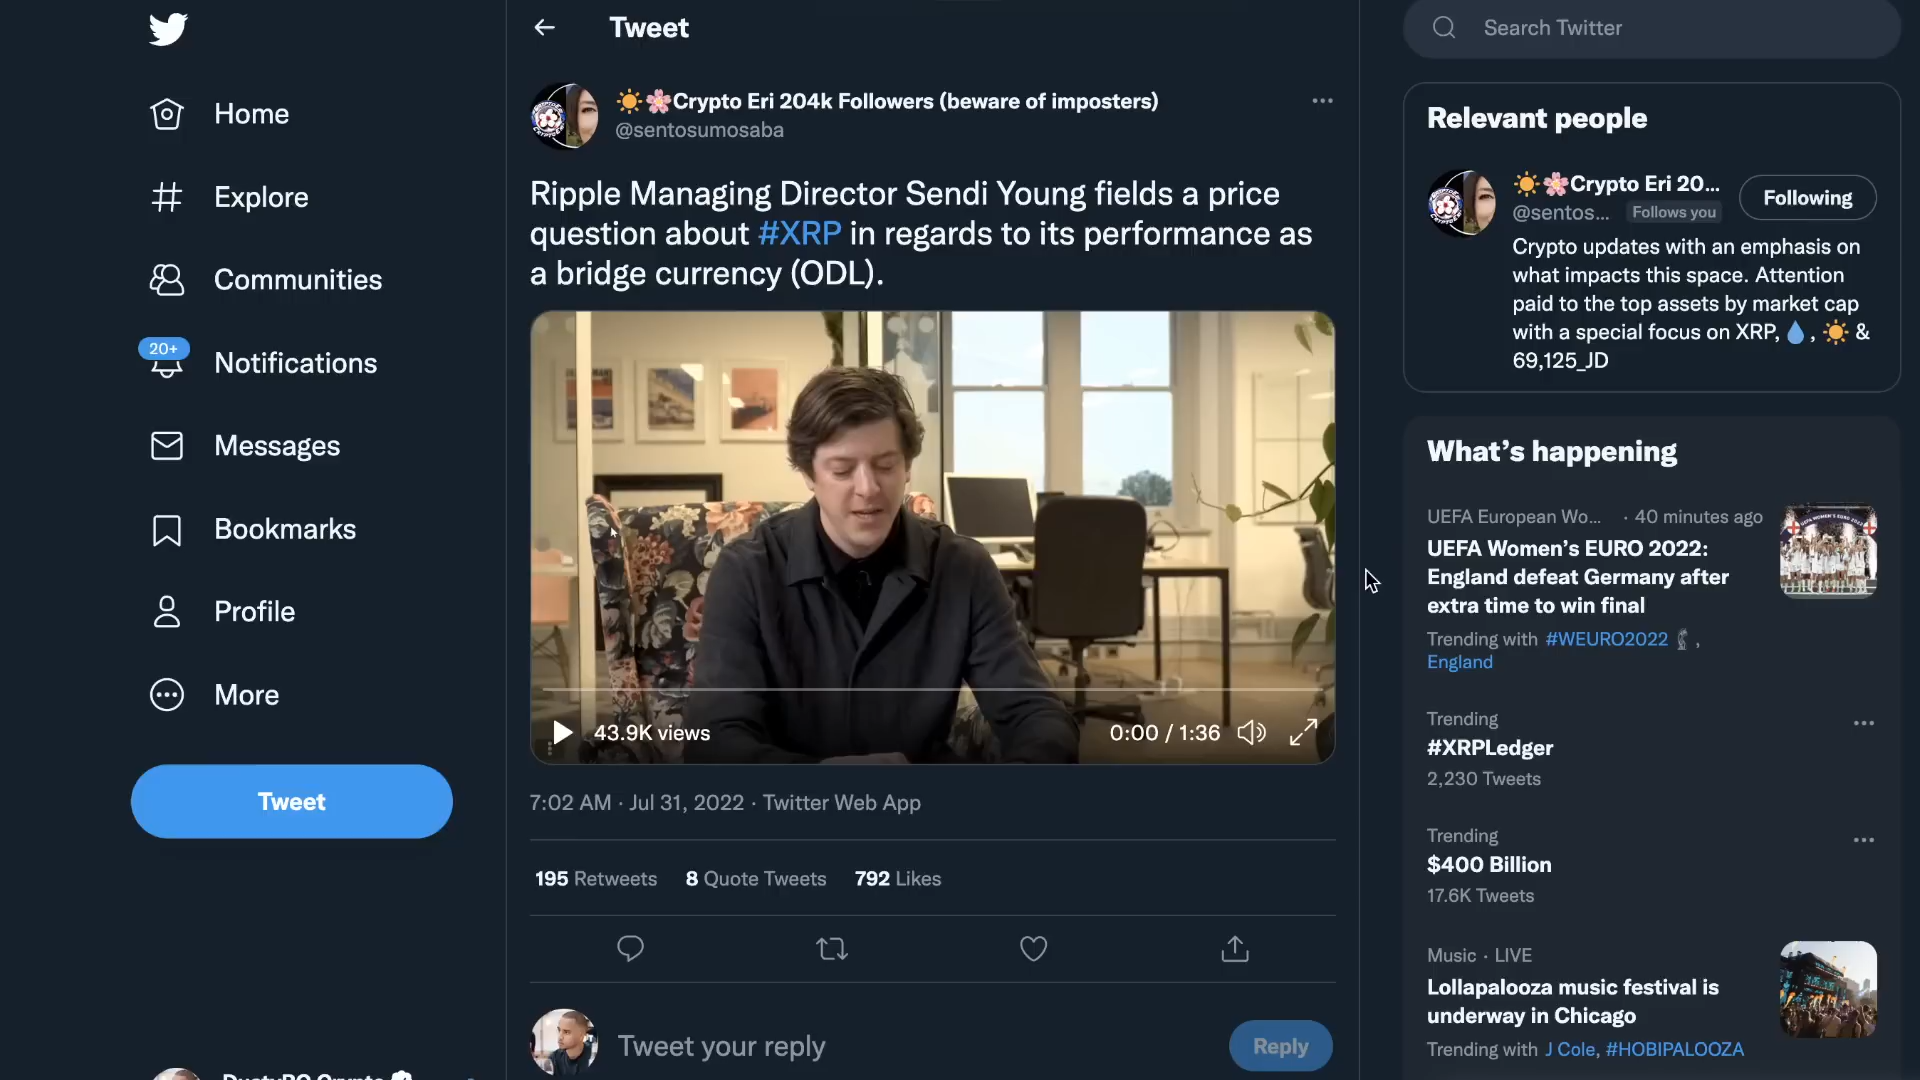 Home
Explore
Communities
20+
Notifications
Messages
Bookmarks
Profile
More
Tweet
Tweet
Crypto Eri 204k Followers (beware of imposters)
@sentosumosaba
Ripple Managing Director Sendi Young fields a price
question about #XRP in regards to its performance as
a bridge currency (ODL).
43.9K views
0:00 / 1:36
7:02 AM · Jul 31, 2022 · Twitter Web App
195 Retweets 8 Quote Tweets 792 Likes
Tweet your reply
Reply
Search Twitter
Relevant people
Crypto Eri 20...
Following
@sentos... Follows you
Crypto updates with an emphasis on
what impacts this space. Attention
paid to the top assets by market cap
with a special focus on XRP, 💧, ☀️ &
69,125_JD
What's happening
UEFA European Wo... · 40 minutes ago
UEFA Women's EURO 2022:
England defeat Germany after
extra time to win final
Trending with #WEURO2022 ,
England
Trending
#XRPLedger
2,230 Tweets
Trending
$400 Billion
17.6K Tweets
Music · LIVE
Lollapalooza music festival is
underway in Chicago
Trending with J Cole, #HOBIPALOOZA